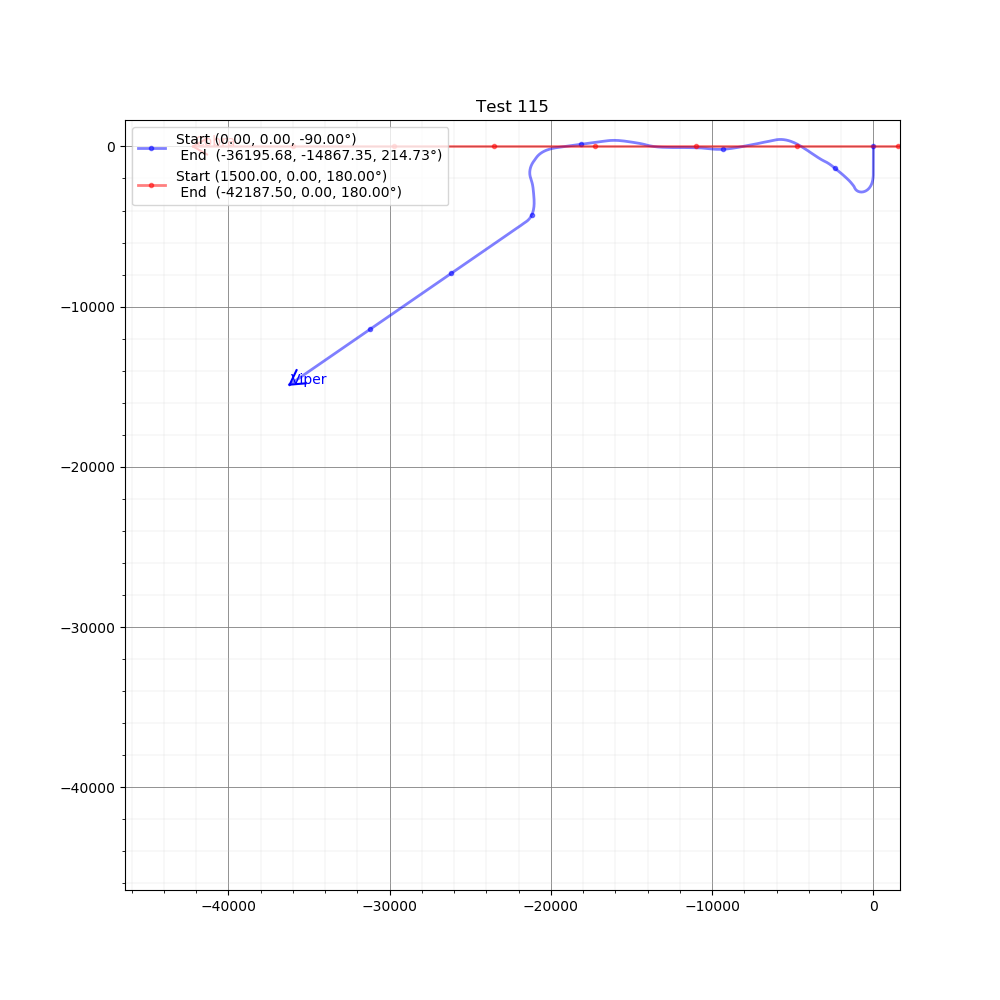 Test 115
Start (0.00, 0.00, -90.00°)
End (-36195.68, -14867.35, 214.73°)
Start (1500.00, 0.00, 180.00°)
End (-42187.50, 0.00, 180.00°)
0
−10000
−20000
−30000
−40000
Viper
−40000
−30000
−20000
−10000
0